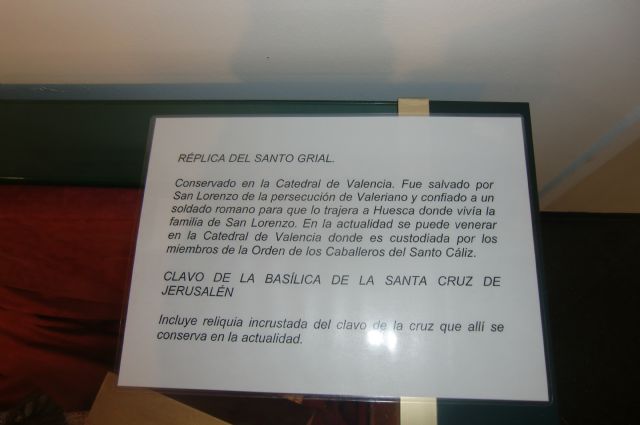 RÉPLICA DEL SANTO GRIAL.
Conservado en la Catedral de Valencia. Fue salvado por
San Lorenzo de la persecución de Valeriano y confiado a un
soldado romano para que lo trajera a Huesca donde vivía la
familia de San Lorenzo. En la actualidad se puede venerar
en la Catedral de Valencia donde es custodiada por los
miembros de la Orden de los Caballeros del Santo Cáliz.
CLAVO DE LA BASÍLICA DE LA SANTA CRUZ DE
JERUSALÉN
Incluye reliquia incrustada del clavo de la cruz que allí se
conserva en la actualidad.